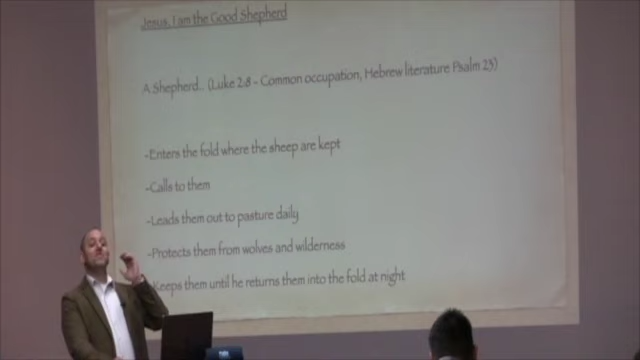 Jesus, I am the Good Shepherd
A Shepherd... (Luke 2:8 - Common occupation, Hebrew literature Psalm 23)
-Enters the fold where the sheep are kept
-Calls to them
-Leads them out to pasture daily
-Protects them from wolves and wilderness
-Keeps them until he returns them into the fold at night